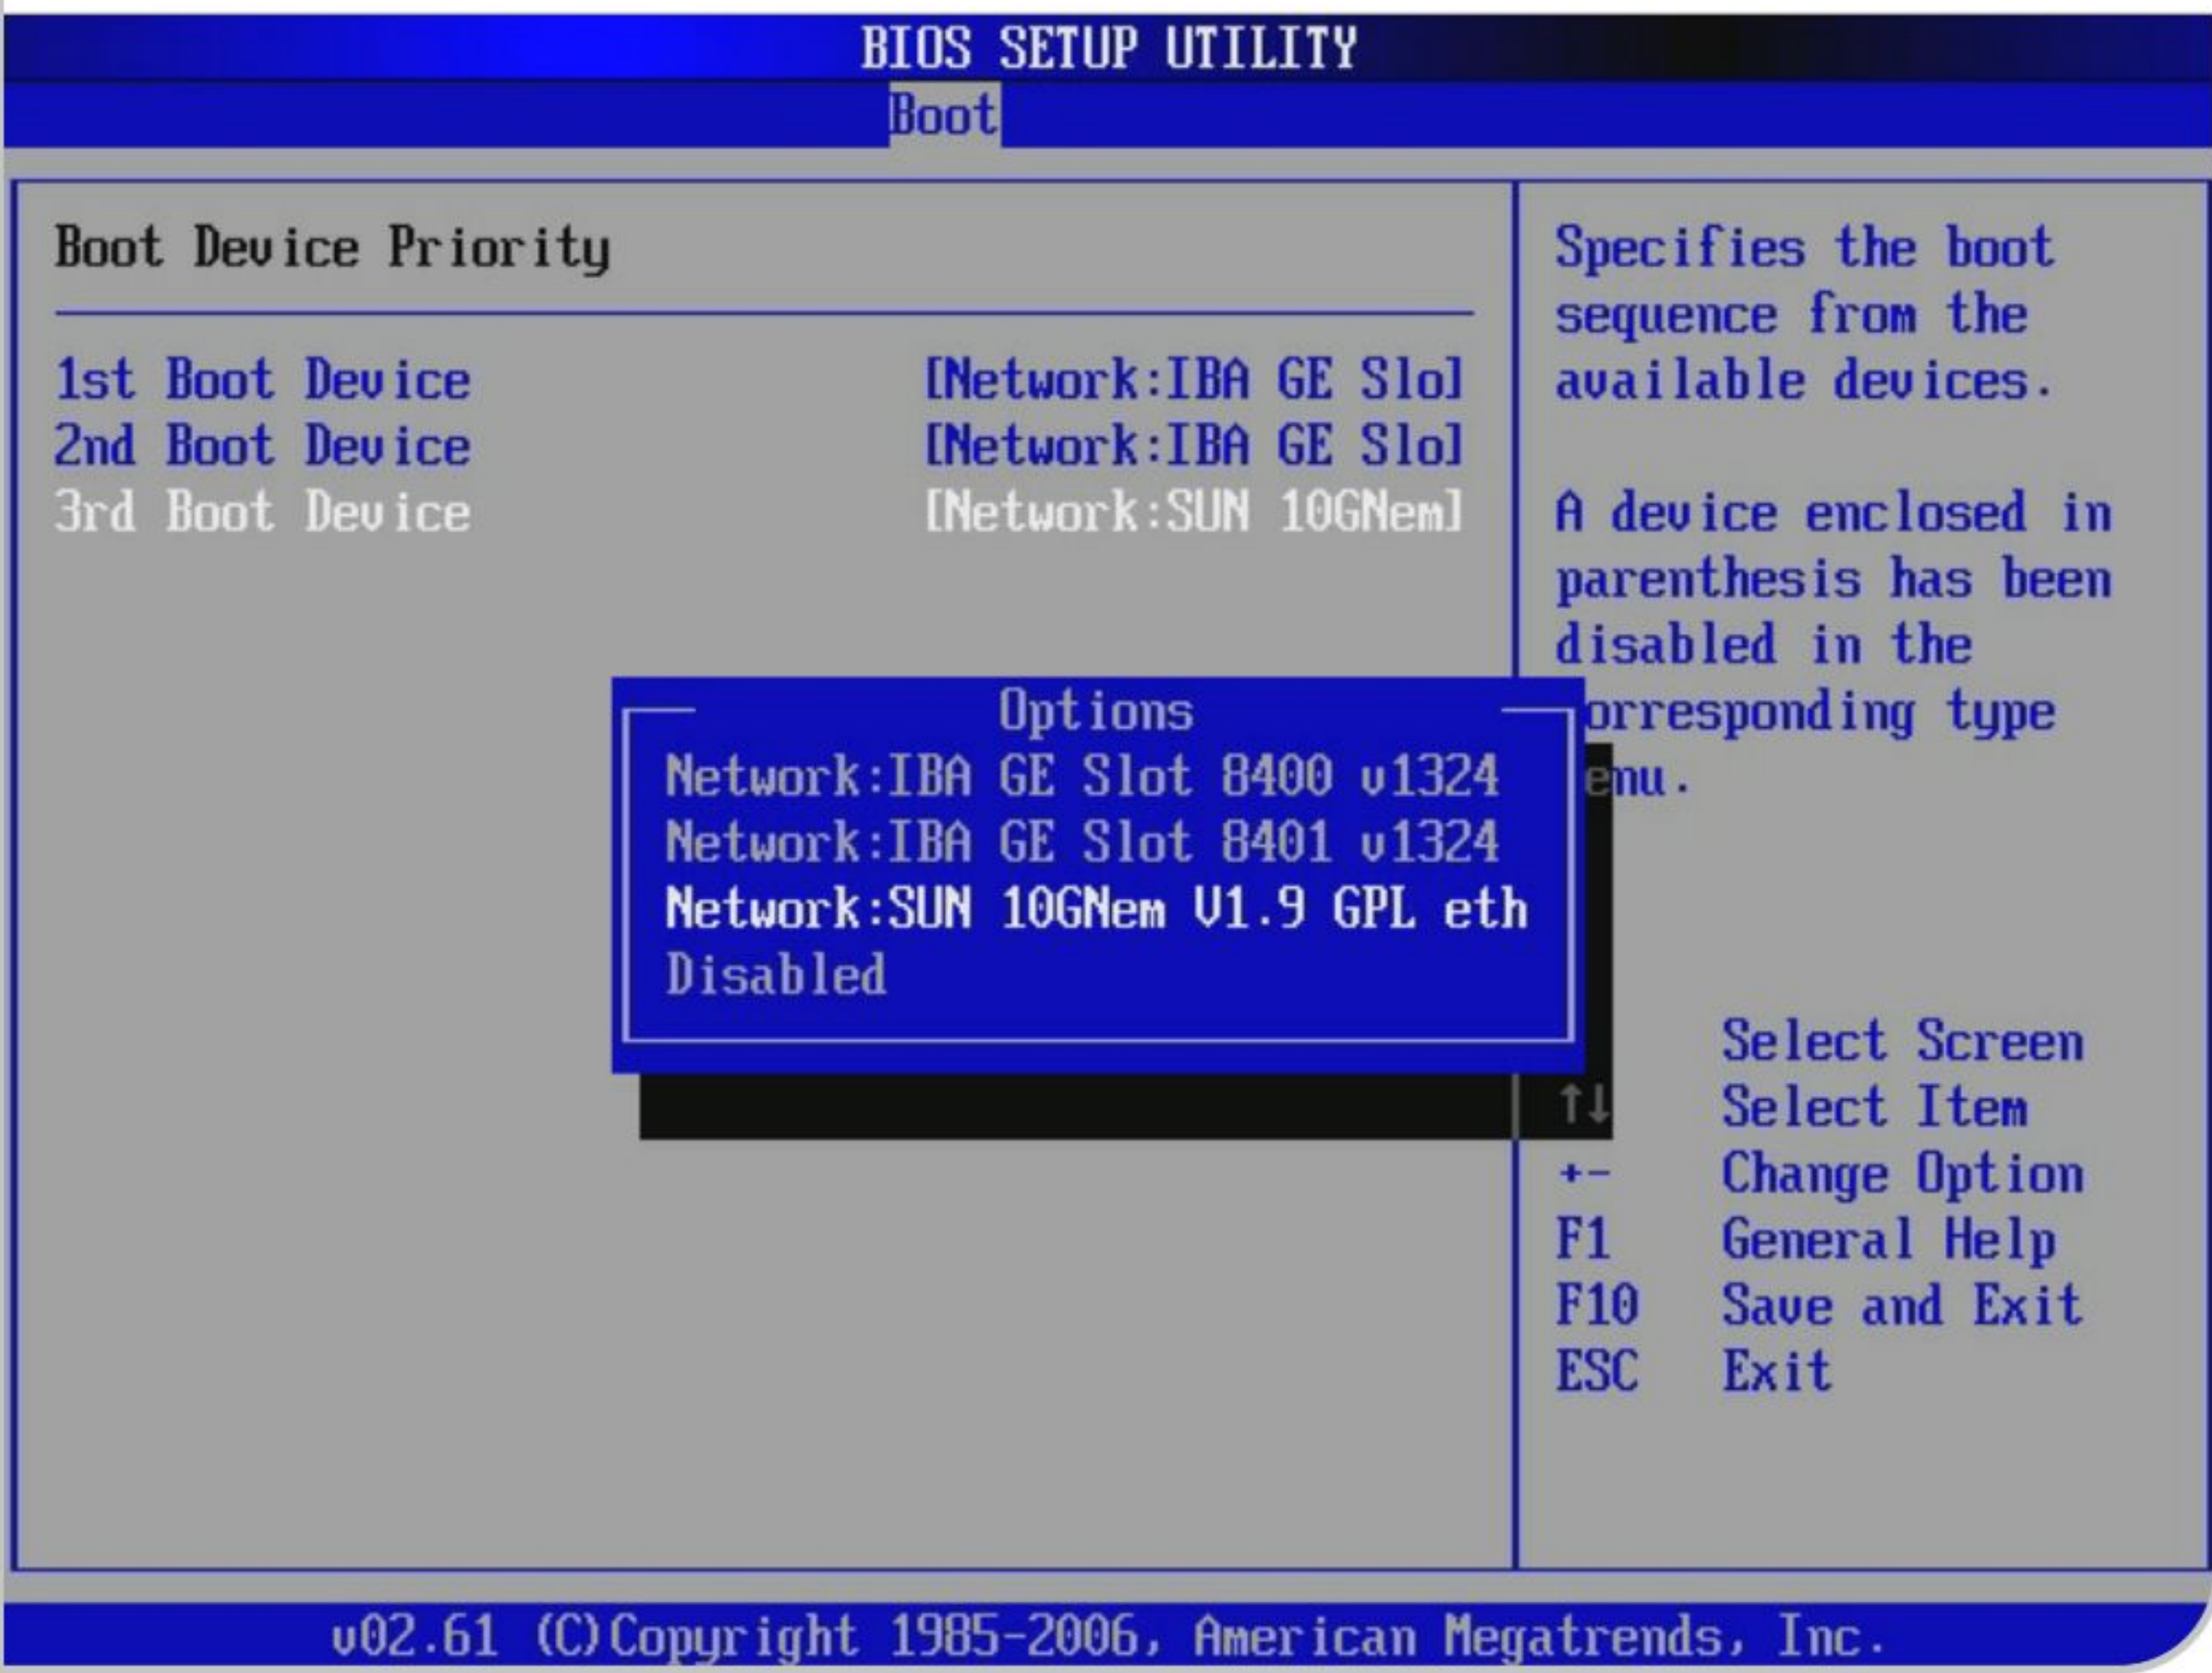 BIOS SETUP UTILITY
Boot
Boot Device Priority
1st Boot Device [Network:IBA GE Slo]
2nd Boot Device [Network:IBA GE Slo]
3rd Boot Device [Network:SUN 10GNem]
Options
Network:IBA GE Slot 8400 v1324
Network:IBA GE Slot 8401 v1324
Network:SUN 10GNem V1.9 GPL eth
Disabled
Specifies the boot
sequence from the
available devices.
A device enclosed in
parenthesis has been
disabled in the
orresponding type
enu.
Select Screen
↑↓ Select Item
+- Change Option
F1 General Help
F10 Save and Exit
ESC Exit
v02.61 (C)Copyright 1985-2006, American Megatrends, Inc.